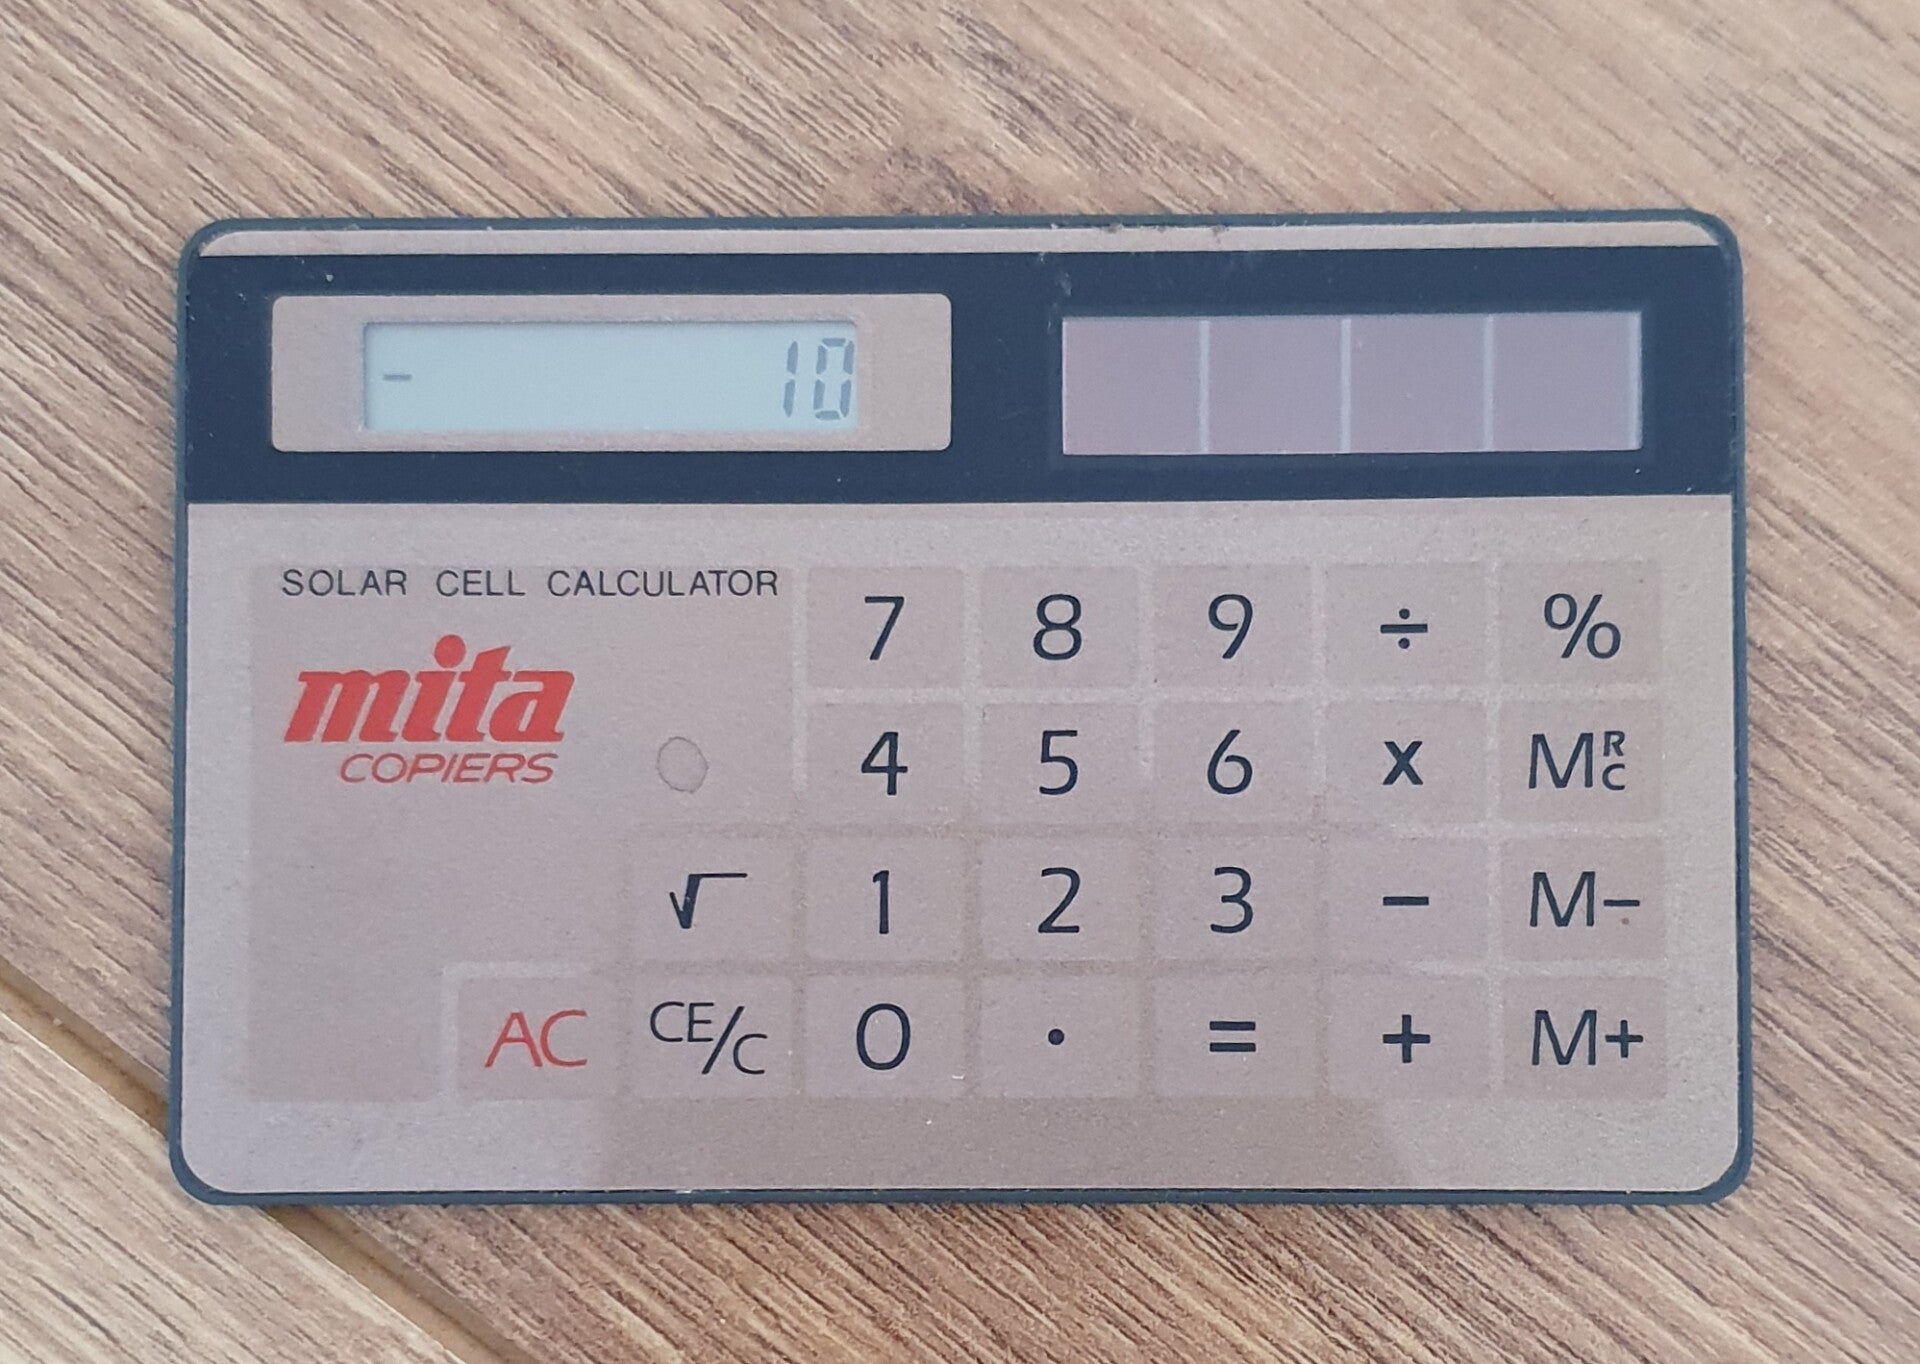 - 10
SOLAR CELL CALCULATOR
mita
COPIERS
7 8 9 ÷ %
4 5 6 x MRC
√ 1 2 3 − M−
AC CE/C 0 . = + M+